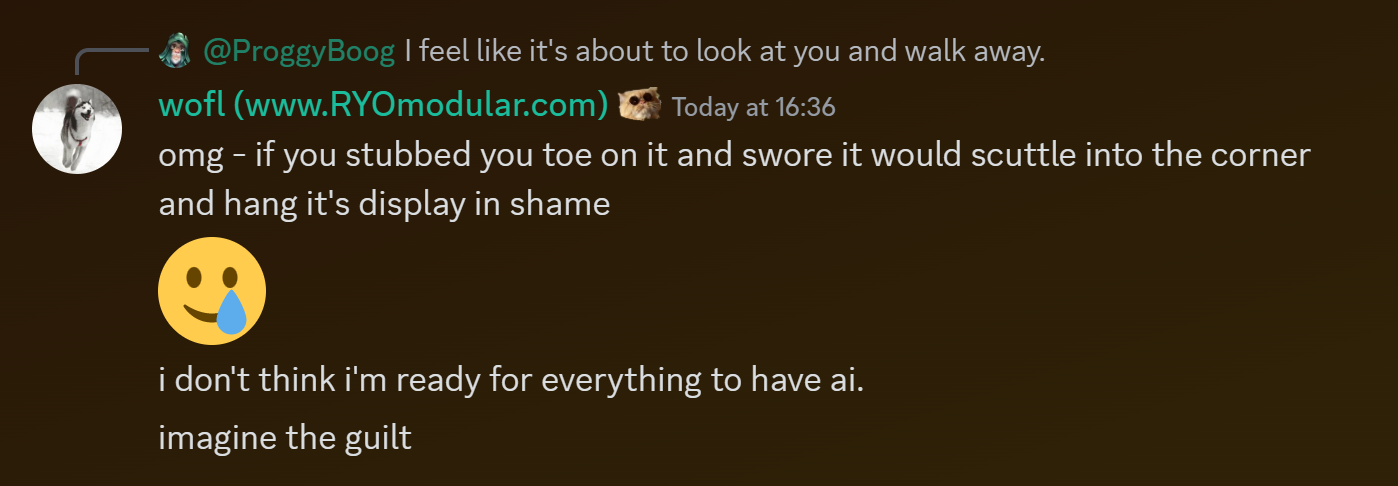 @ProggyBoog I feel like it's about to look at you and walk away.
wofl (www.RYOmodular.com) Today at 16:36
omg - if you stubbed you toe on it and swore it would scuttle into the corner
and hang it's display in shame
i don't think i'm ready for everything to have ai.
imagine the guilt